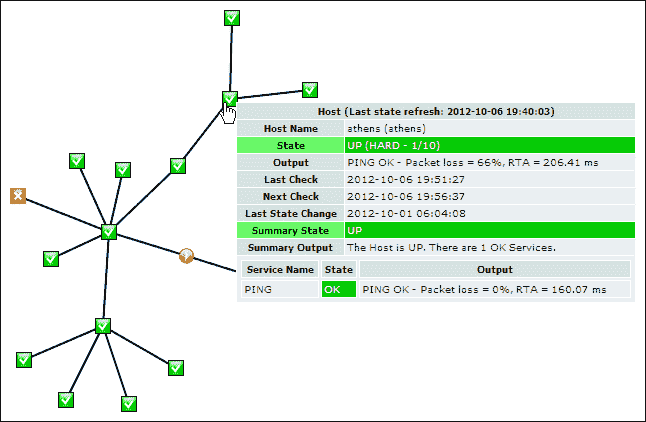 Host (Last state refresh: 2012-10-06 19:40:03)
Host Name athens (athens)
State UP (HARD - 1/10)
Output PING OK - Packet loss = 66%, RTA = 206.41 ms
Last Check 2012-10-06 19:51:27
Next Check 2012-10-06 19:56:37
Last State Change 2012-10-01 06:04:08
Summary State UP
Summary Output The Host is UP. There are 1 OK Services.
Service Name State Output
PING OK PING OK - Packet loss = 0%, RTA = 160.07 ms